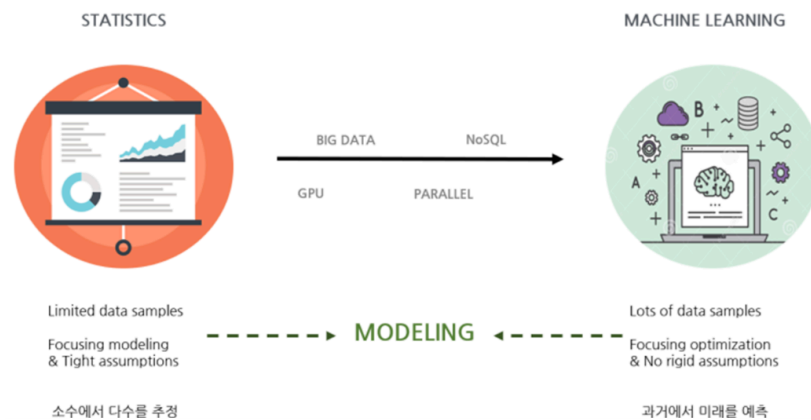 STATISTICS
MACHINE LEARNING
BIG DATA
NoSQL
GPU
PARALLEL
B
A
C
Limited data samples
Focusing modeling
& Tight assumptions
소수에서 다수를 추정
MODELING
Lots of data samples
Focusing optimization
& No rigid assumptions
과거에서 미래를 예측